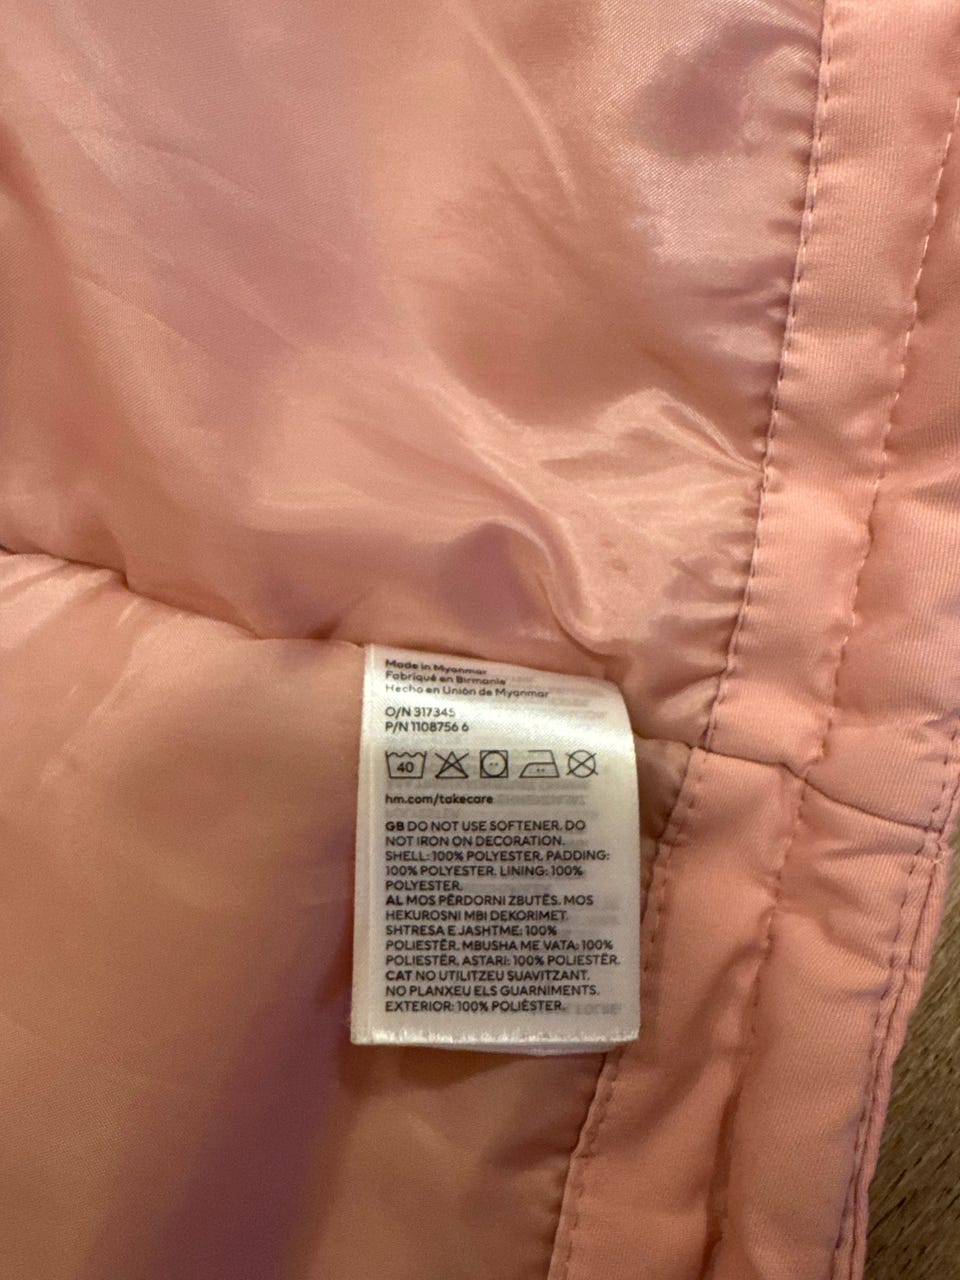 Made in Myanmar
Fabriqué en Birmanie
Hecho en Unión de Myanmar
O/N 317345
P/N 1108756 6
40
hm.com/takecare
GB DO NOT USE SOFTENER. DO
NOT IRON ON DECORATION.
SHELL: 100% POLYESTER. PADDING:
100% POLYESTER. LINING: 100%
POLYESTER.
AL MOS PËRDORNI ZBUTËS. MOS
HEKUROSNI MBI DEKORIMET.
SHTRESA E JASHTME: 100%
POLIESTËR. MBUSHA ME VATA: 100%
POLIESTËR. ASTARI: 100% POLIESTËR.
CAT NO UTILITZEU SUAVITZANT.
NO PLANXEU ELS GUARNIMENTS.
EXTERIOR: 100% POLIÈSTER.